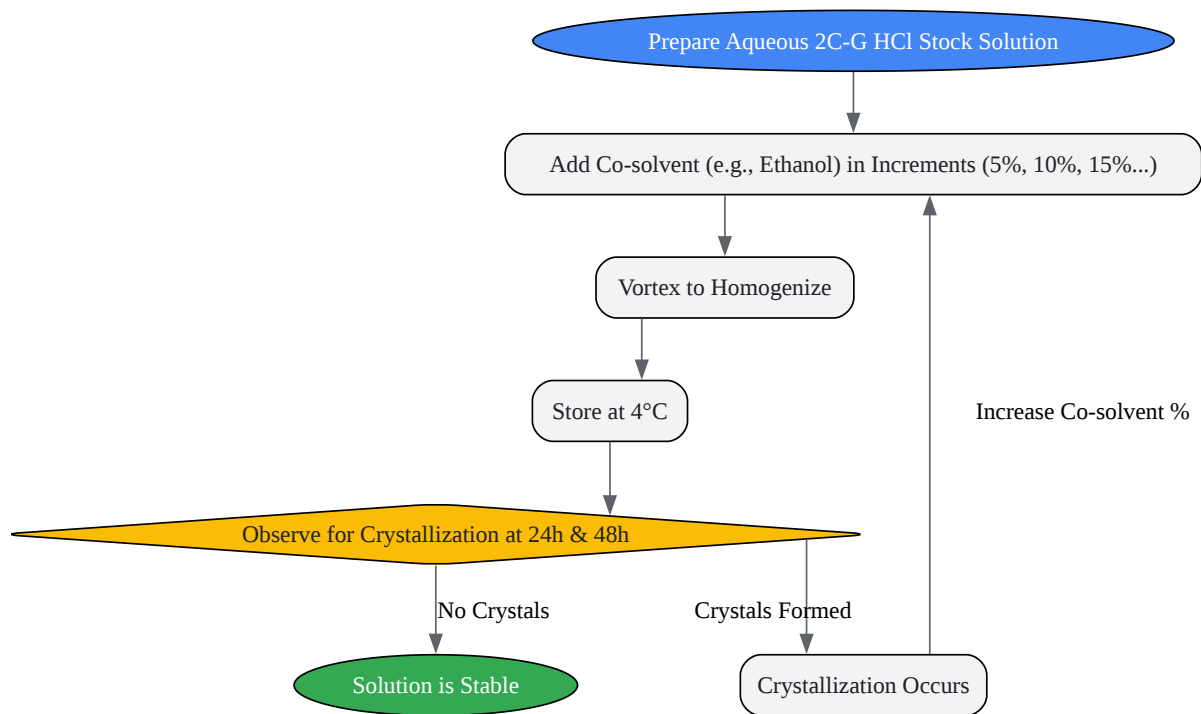 Prepare Aqueous 2C-G HCl Stock Solution
Add Co-solvent (e.g., Ethanol) in Increments (5%, 10%, 15%...)
Vortex to Homogenize
Store at 4°C
Increase Co-solvent %
Observe for Crystallization at 24h & 48h
No Crystals
Crystals Formed
Solution is Stable
Crystallization Occurs